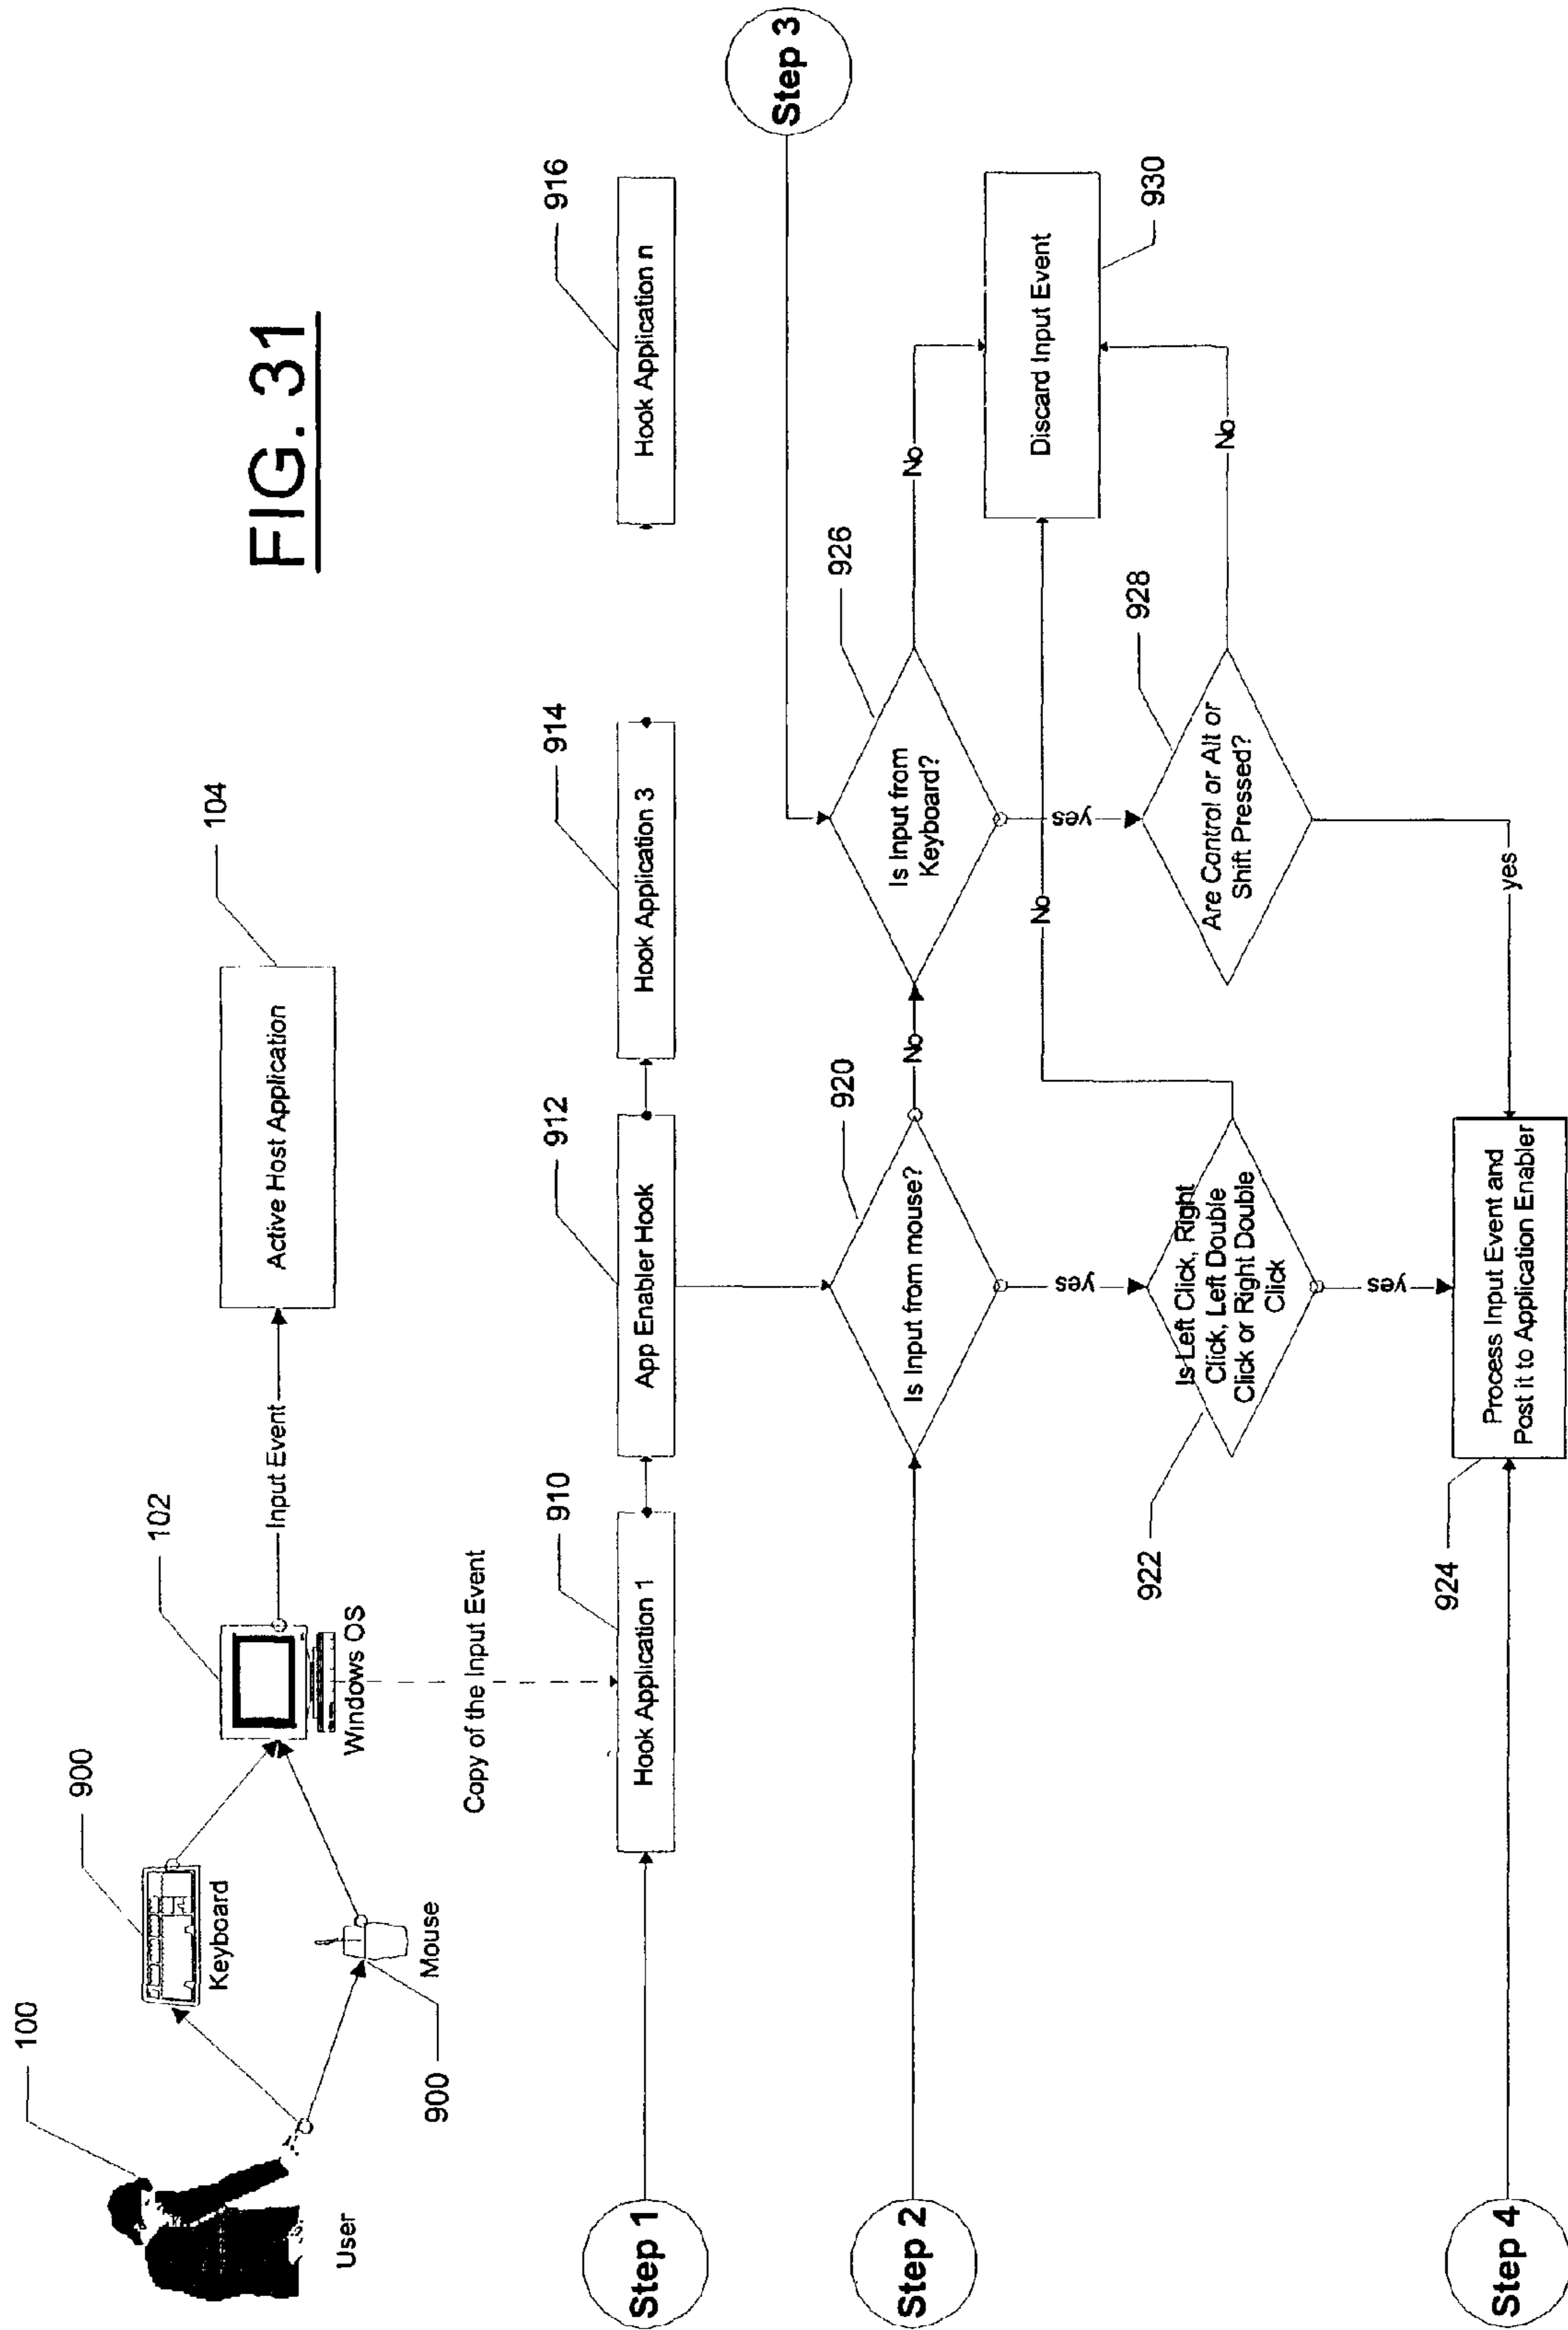 FIG. 31
100
User
900
Keyboard
900
Mouse
102
Windows OS
Input Event
104
Active Host Application
Copy of the Input Event
Step 1
910
Hook Application 1
912
App Enabler Hook
914
Hook Application 3
916
Hook Application n
Step 3
Step 2
920
Is Input from mouse?
No
926
Is Input from
Keyboard?
No
yes
yes
922
Is Left Click, Right
Click, Left Double
Click or Right Double
Click
No
928
Are Control or Alt or
Shift Pressed?
No
Discard Input Event
930
yes
yes
Step 4
924
Process Input Event and
Post it to Application Enabler